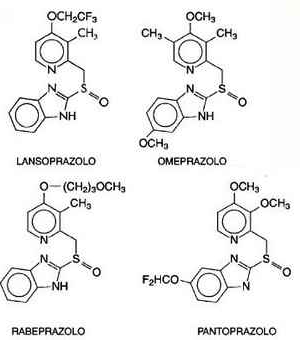 OCH₂CF₃
CH₃
N
N
S
O
NH
LANSOPRAZOLO
OCH₃
CH₃
CH₃
N
N
S
O
NH
OCH₃
OMEPRAZOLO
O—(CH₂)₃OCH₃
CH₃
N
N
S
O
NH
RABEPRAZOLO
OCH₃
OCH₃
N
N
S
O
F₂HCO
N
PANTOPRAZOLO